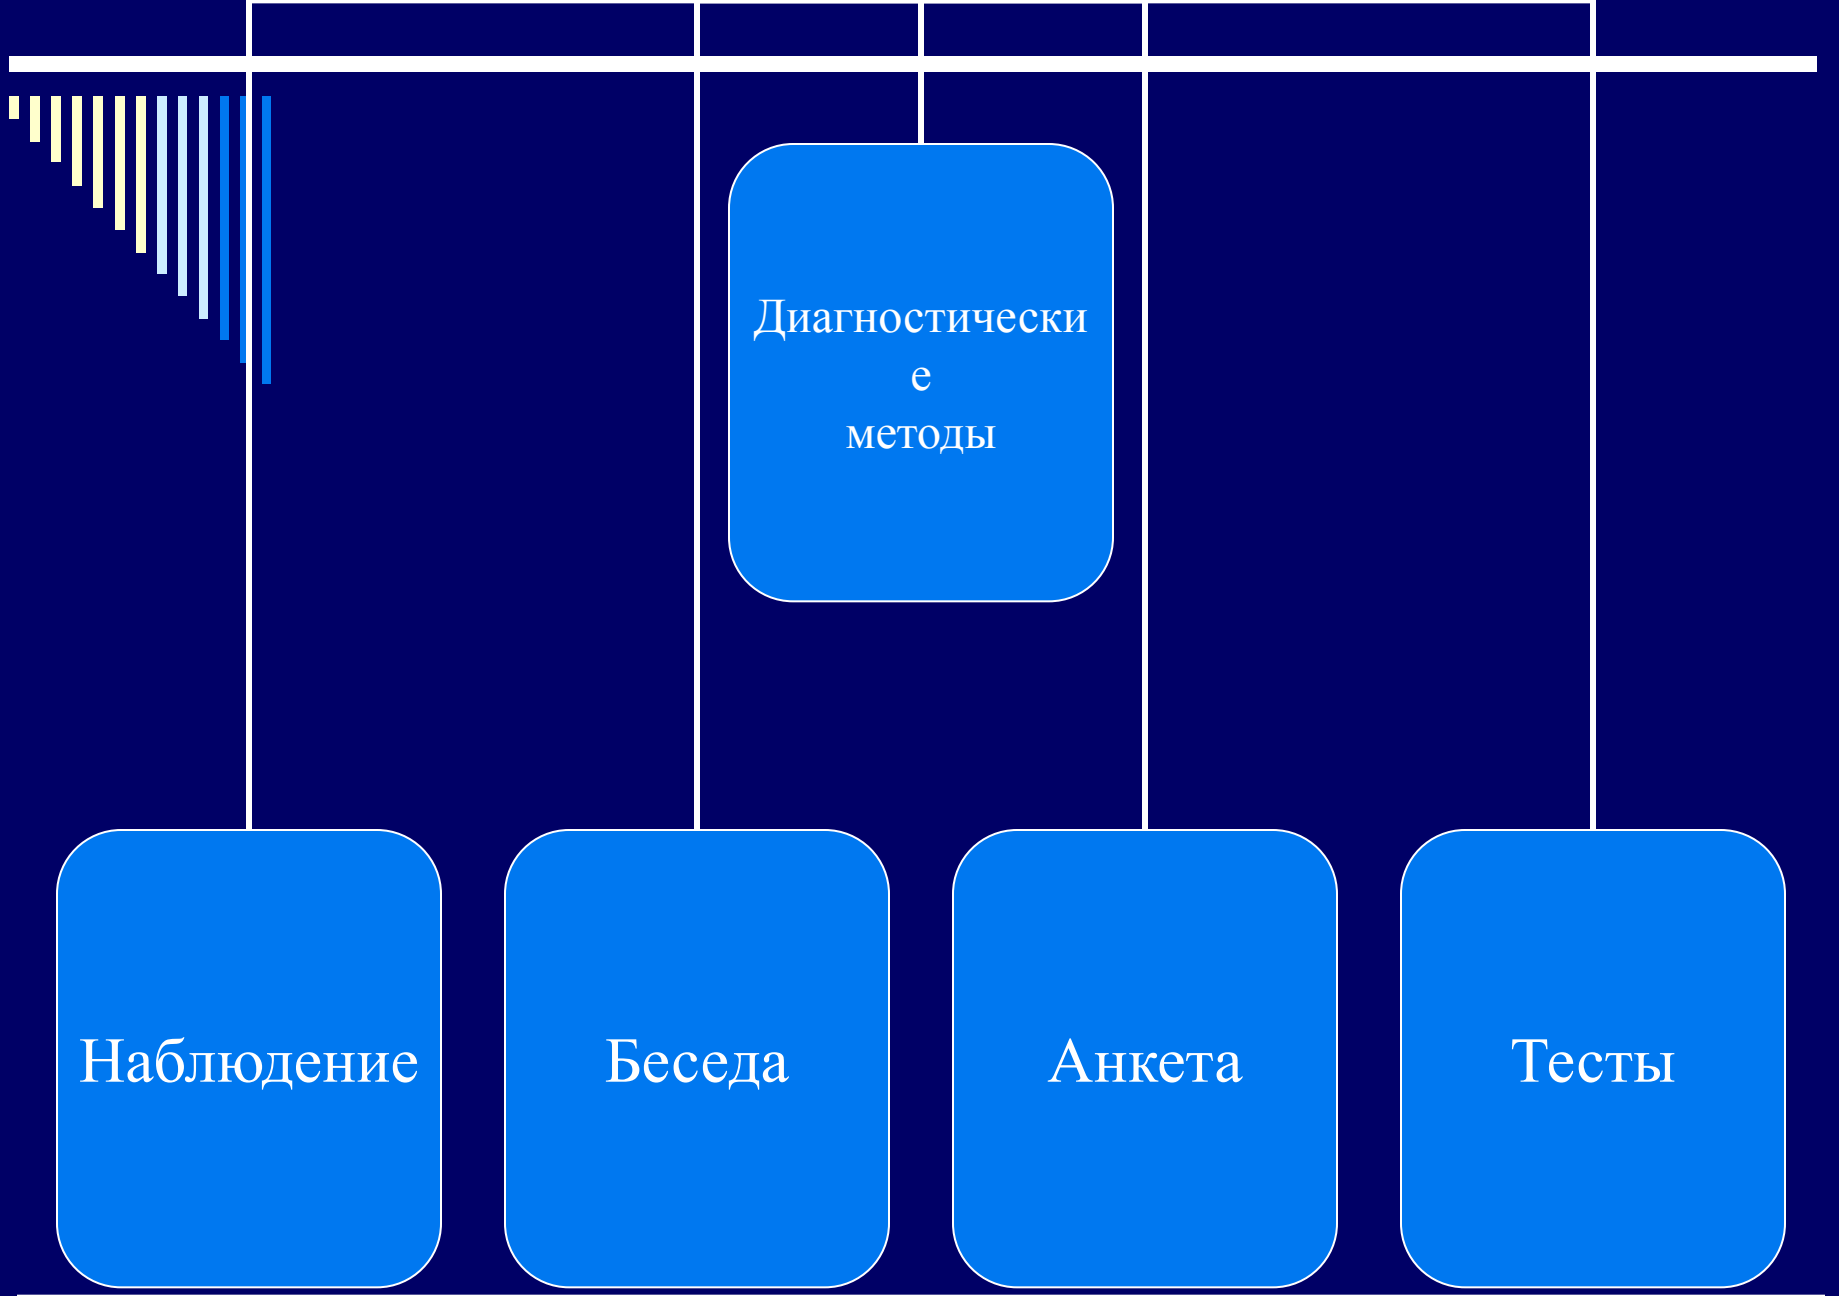 Диагностически
е
методы
Наблюдение
Беседа
Анкета
Тесты